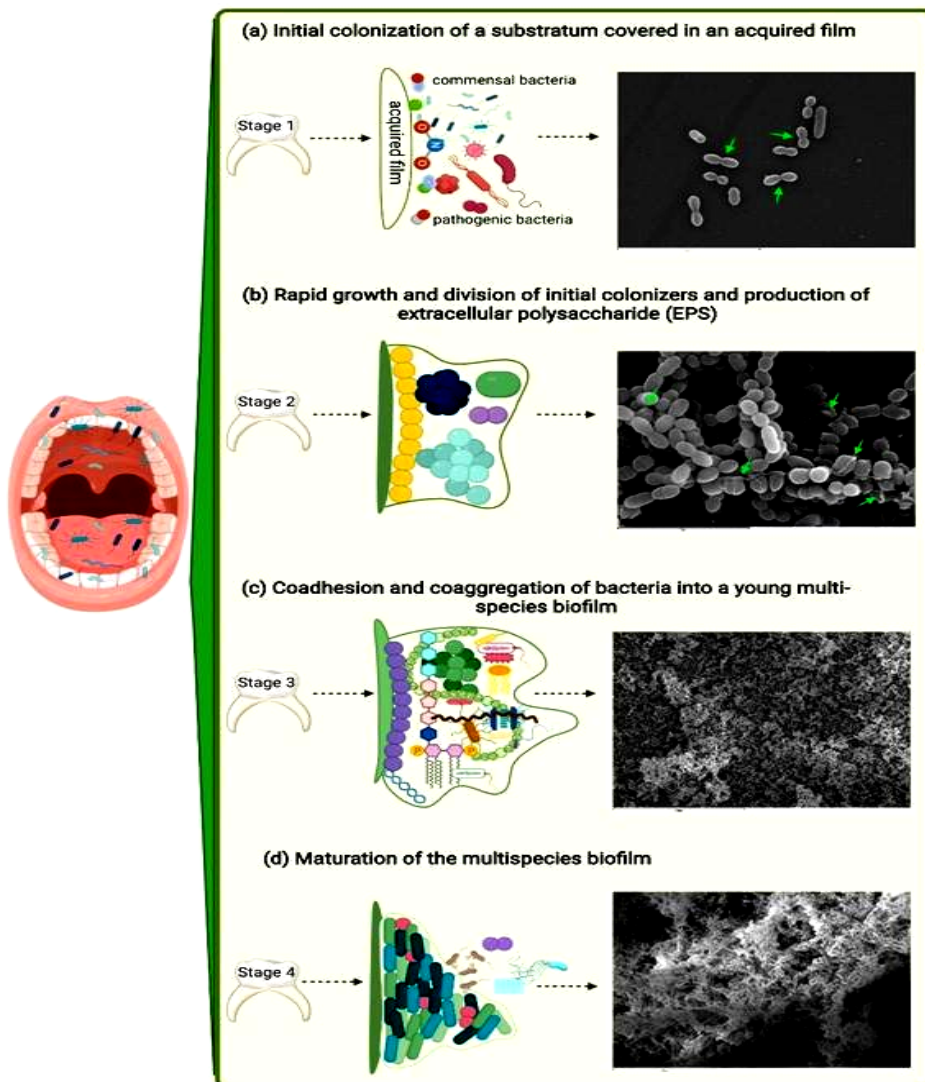 (a) Initial colonization of a substratum covered in an acquired film
commensal bacteria
Stage 1
acquired film
O
N
O
pathogenic bacteria
(b) Rapid growth and division of initial colonizers and production of
extracellular polysaccharide (EPS)
Stage 2
(c) Coadhesion and coaggregation of bacteria into a young multi-
species biofilm
Stage 3
P
P
(d) Maturation of the multispecies biofilm
Stage 4